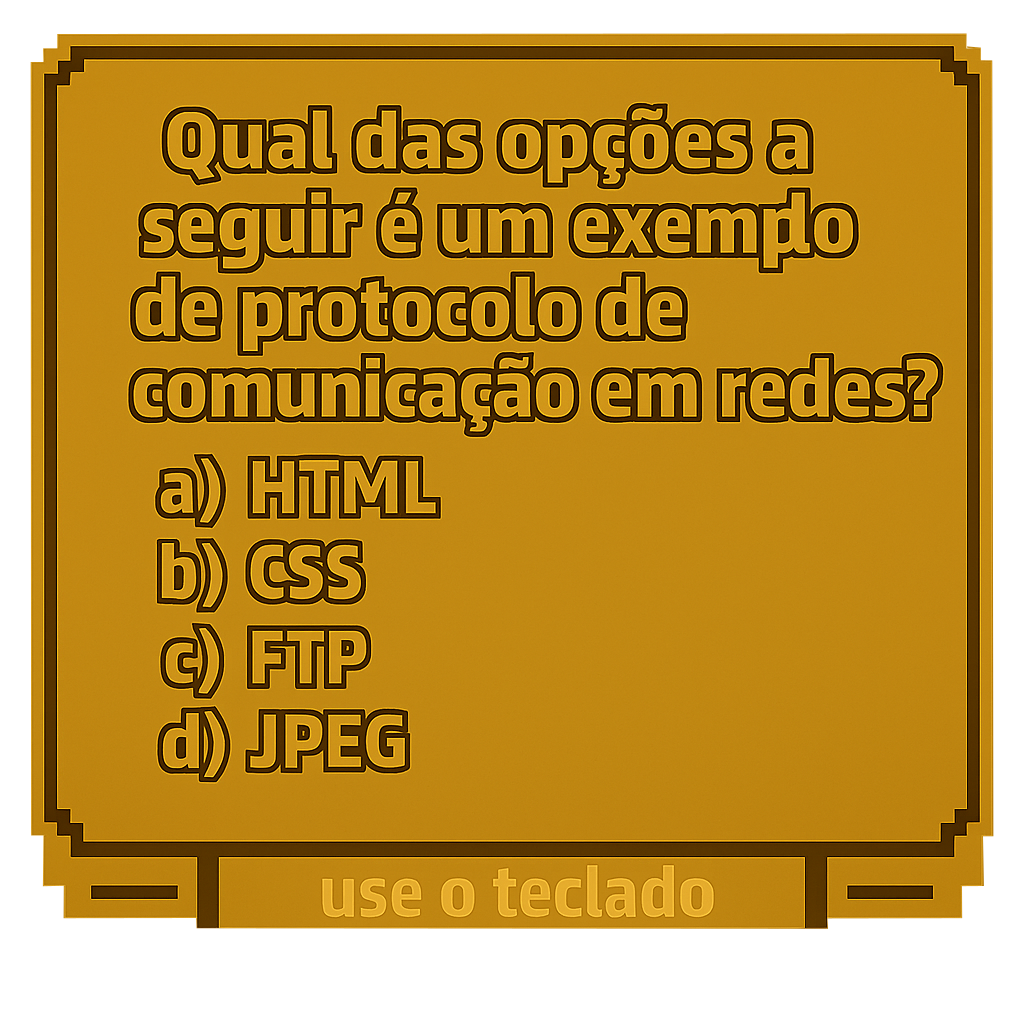 Qual das opções a
seguir é um exemplo
de protocolo de
comunicação em redes?
a) HTML
b) CSS
c) FTP
d) JPEG
use o teclado